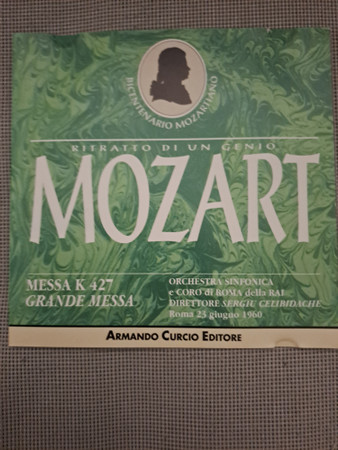 BICENTENARIO MOZARTIANO
RITRATTO DI UN GENIO
MOZART
MESSA K 427
GRANDE MESSA
ORCHESTRA SINFONICA
e CORO di ROMA della RAI
DIRETTORE SERGIU CELIBIDACHE
Roma 23 giugno 1960
ARMANDO CURCIO EDITORE